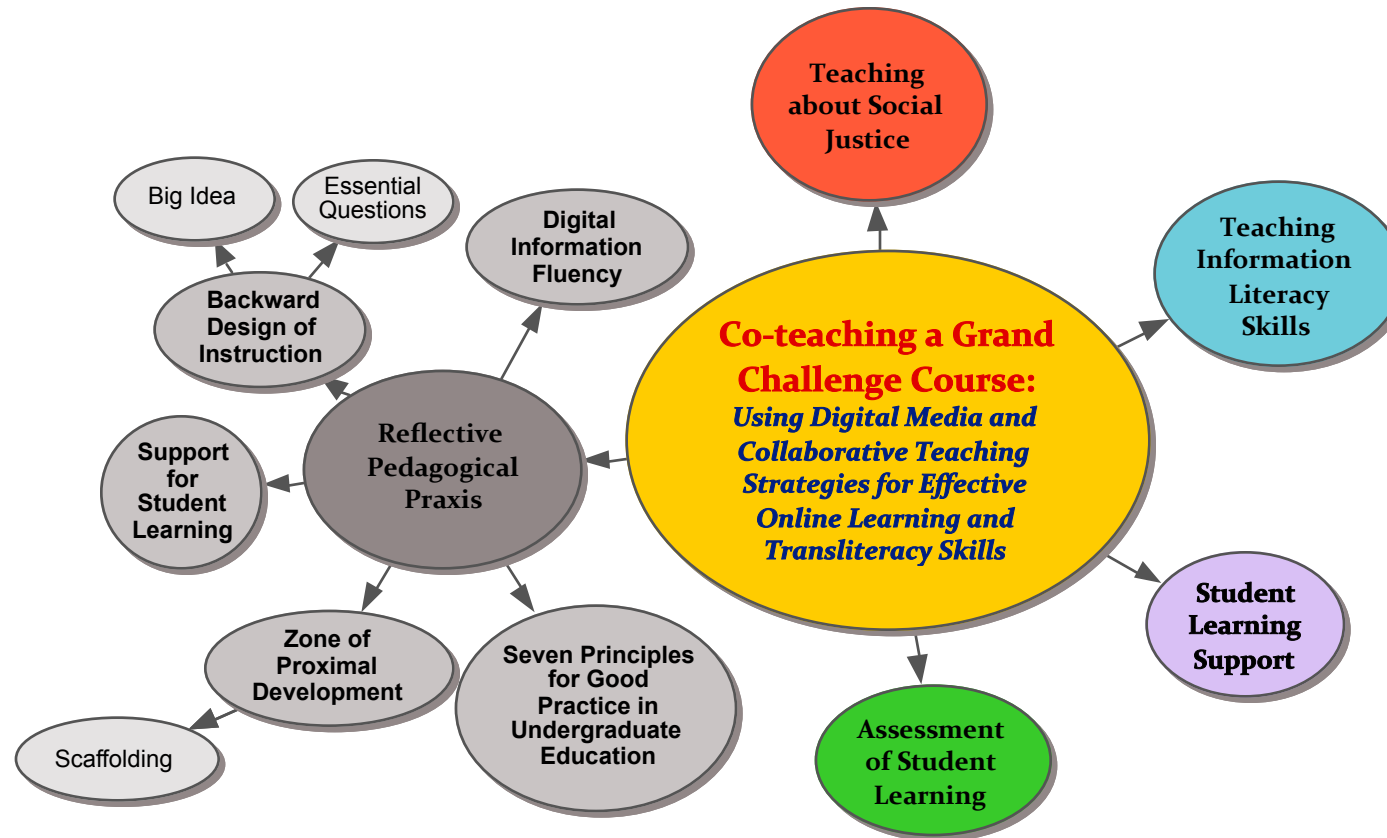 Teaching
about Social
Justice
Big Idea
Essential
Questions
Digital
Information
Fluency
Teaching
Information
Literacy
Skills
Backward
Design of
Instruction
Co-teaching a Grand
Challenge Course:
Using Digital Media and
Collaborative Teaching
Strategies for Effective
Online Learning and
Transliteracy Skills
Reflective
Pedagogical
Praxis
Support
for
Student
Learning
Student
Learning
Support
Zone of
Proximal
Development
Seven Principles
for Good
Practice in
Undergraduate
Education
Scaffolding
Assessment
of Student
Learning